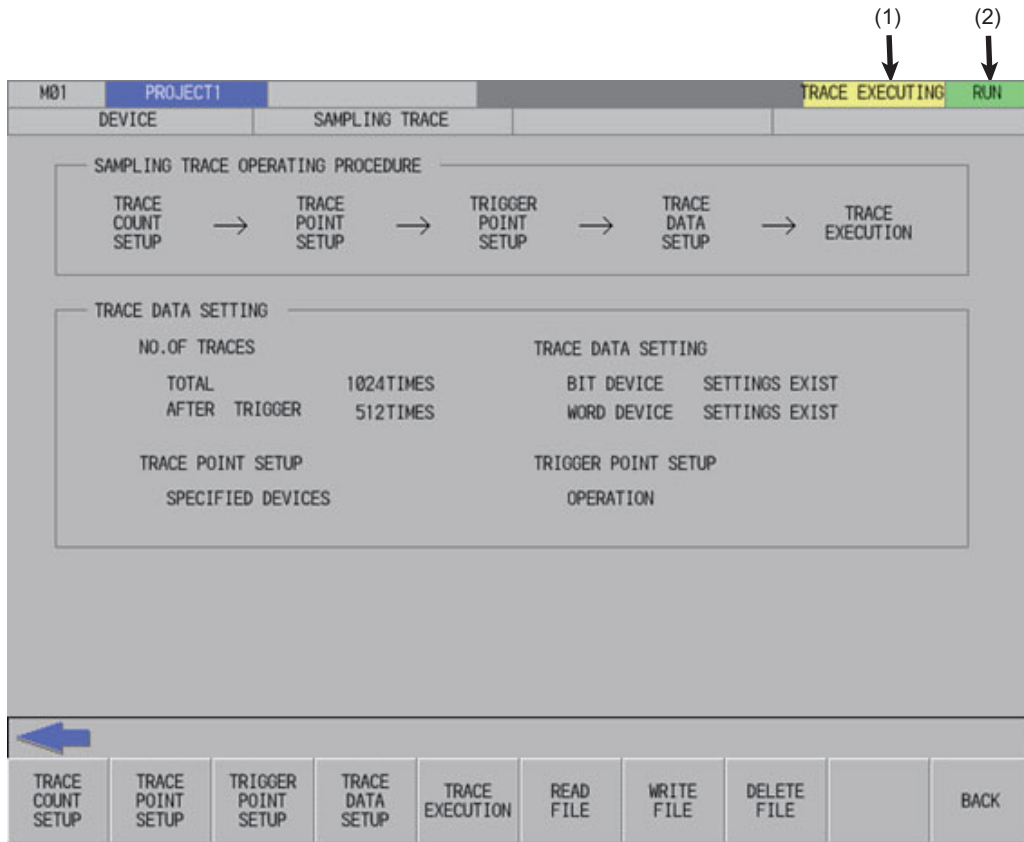 (1) (2)
MØ1 PROJECT1 TRACE EXECUTING RUN
DEVICE SAMPLING TRACE
SAMPLING TRACE OPERATING PROCEDURE
TRACE COUNT SETUP → TRACE POINT SETUP → TRIGGER POINT SETUP → TRACE DATA SETUP → TRACE EXECUTION
TRACE DATA SETTING
NO.OF TRACES
TOTAL 1024TIMES
AFTER TRIGGER 512TIMES
TRACE POINT SETUP
SPECIFIED DEVICES
TRACE DATA SETTING
BIT DEVICE SETTINGS EXIST
WORD DEVICE SETTINGS EXIST
TRIGGER POINT SETUP
OPERATION
TRACE COUNT SETUP
TRACE POINT SETUP
TRIGGER POINT SETUP
TRACE DATA SETUP
TRACE EXECUTION
READ FILE
WRITE FILE
DELETE FILE
BACK